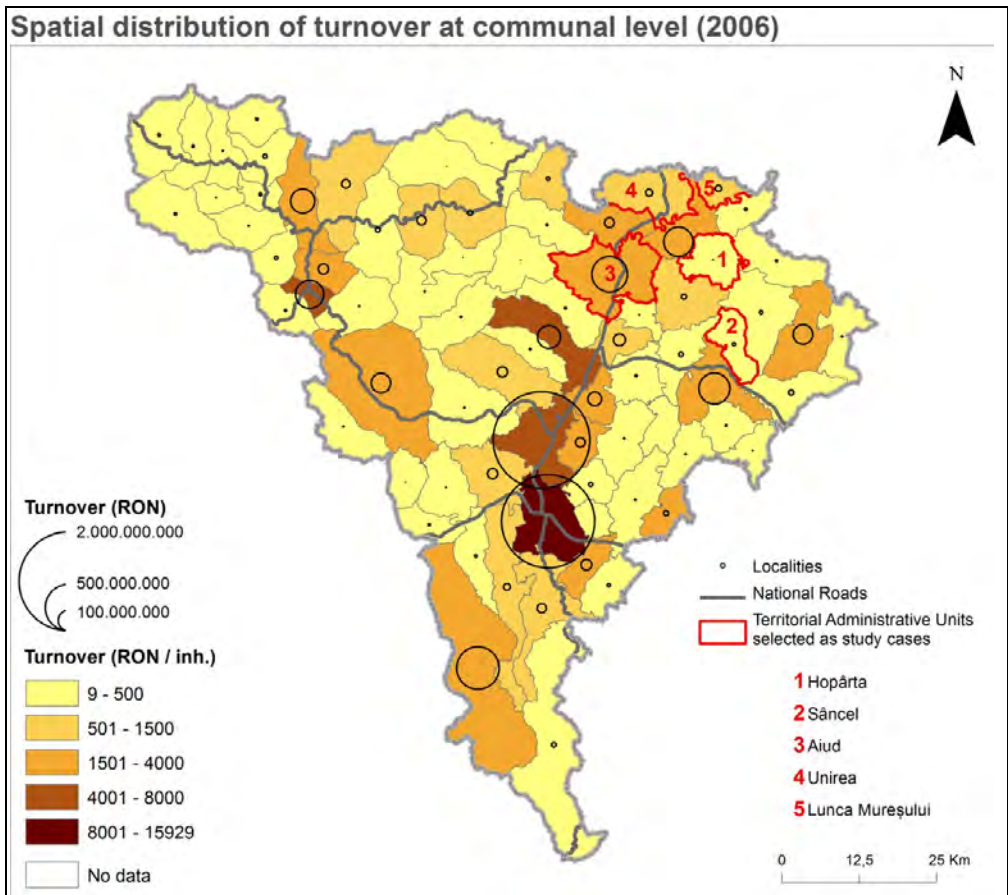 Spatial distribution of turnover at communal level (2006)
N
4
5
1
3
2
Turnover (RON)
2.000.000.000
500.000.000
100.000.000
Turnover (RON / inh.)
9 - 500
501 - 1500
1501 - 4000
4001 - 8000
8001 - 15929
No data
Localities
National Roads
Territorial Administrative Units
selected as study cases
1 Hopârta
2 Sâncel
3 Aiud
4 Unirea
5 Lunca Mureșului
0 12,5 25 Km